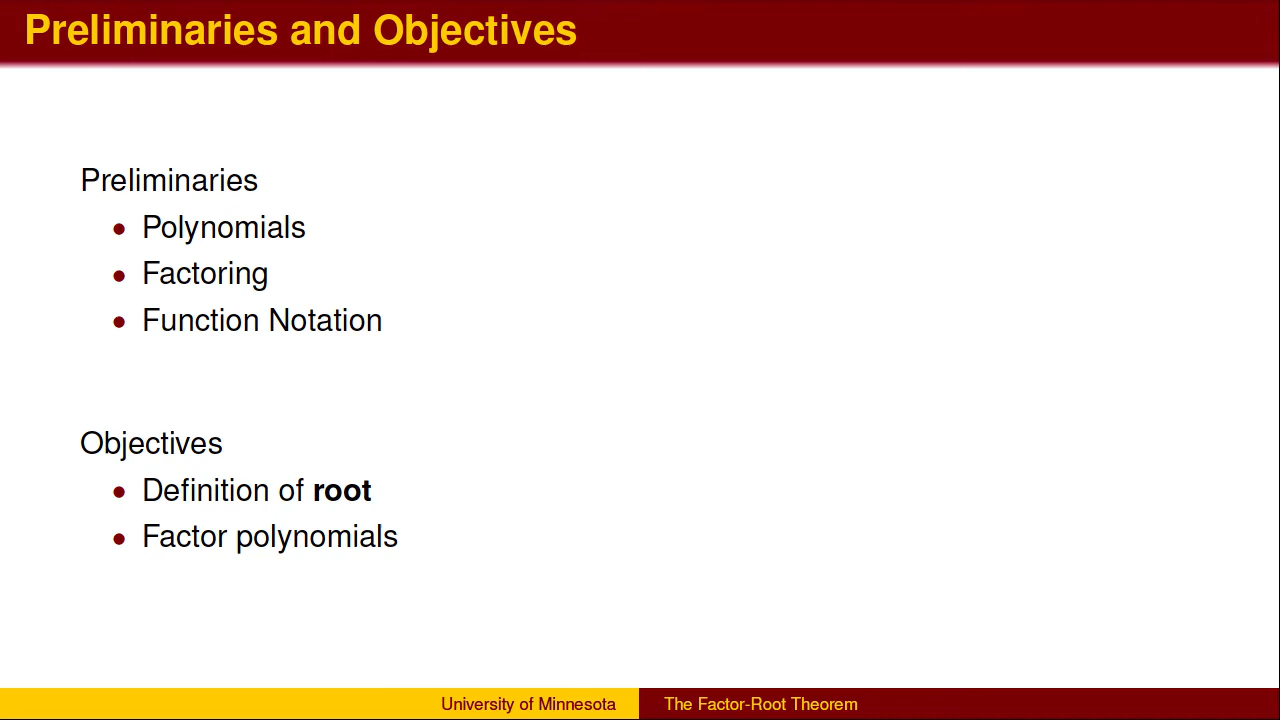 Preliminaries and Objectives
Preliminaries
• Polynomials
• Factoring
• Function Notation
Objectives
• Definition of root
• Factor polynomials
University of Minnesota
The Factor-Root Theorem